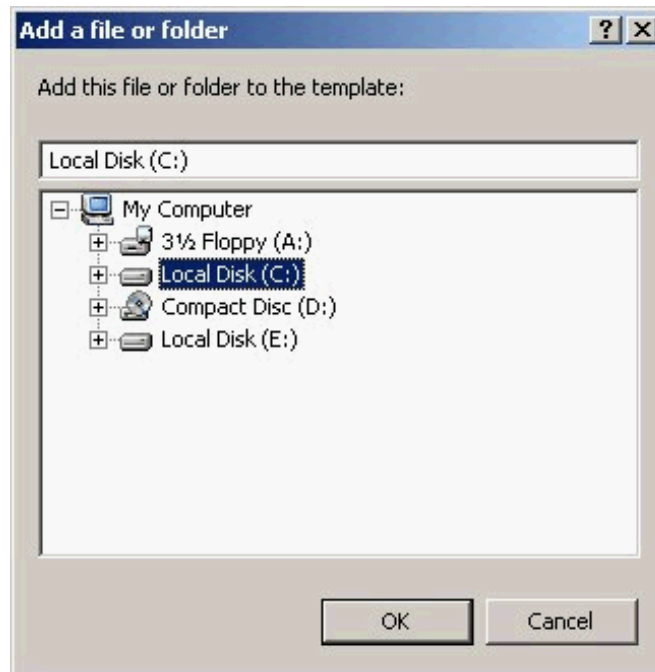 Add a file or folder
Add this file or folder to the template:
Local Disk (C:)
My Computer
3½ Floppy (A:)
Local Disk (C:)
Compact Disc (D:)
Local Disk (E:)
OK Cancel